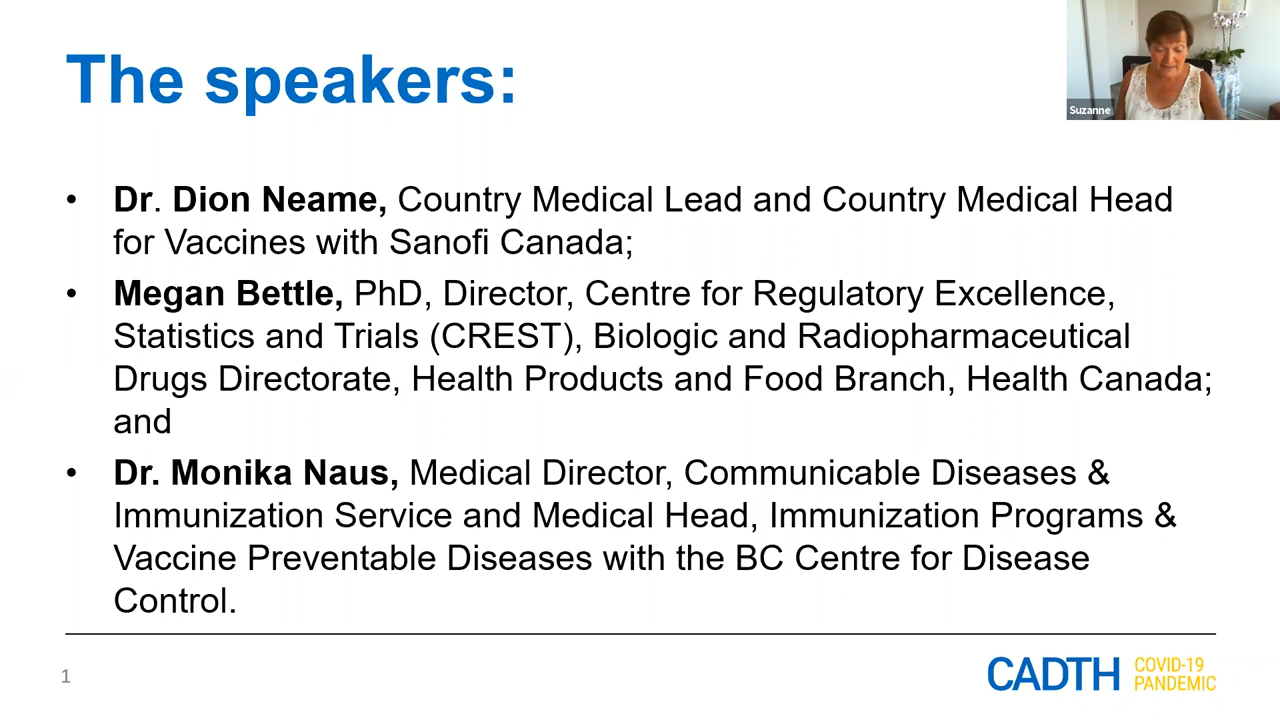 The speakers:
Suzanne
• Dr. Dion Neame, Country Medical Lead and Country Medical Head
for Vaccines with Sanofi Canada;
• Megan Bettle, PhD, Director, Centre for Regulatory Excellence,
Statistics and Trials (CREST), Biologic and Radiopharmaceutical
Drugs Directorate, Health Products and Food Branch, Health Canada;
and
• Dr. Monika Naus, Medical Director, Communicable Diseases &
Immunization Service and Medical Head, Immunization Programs &
Vaccine Preventable Diseases with the BC Centre for Disease
Control.
1
CADTH
COVID-19
PANDEMIC